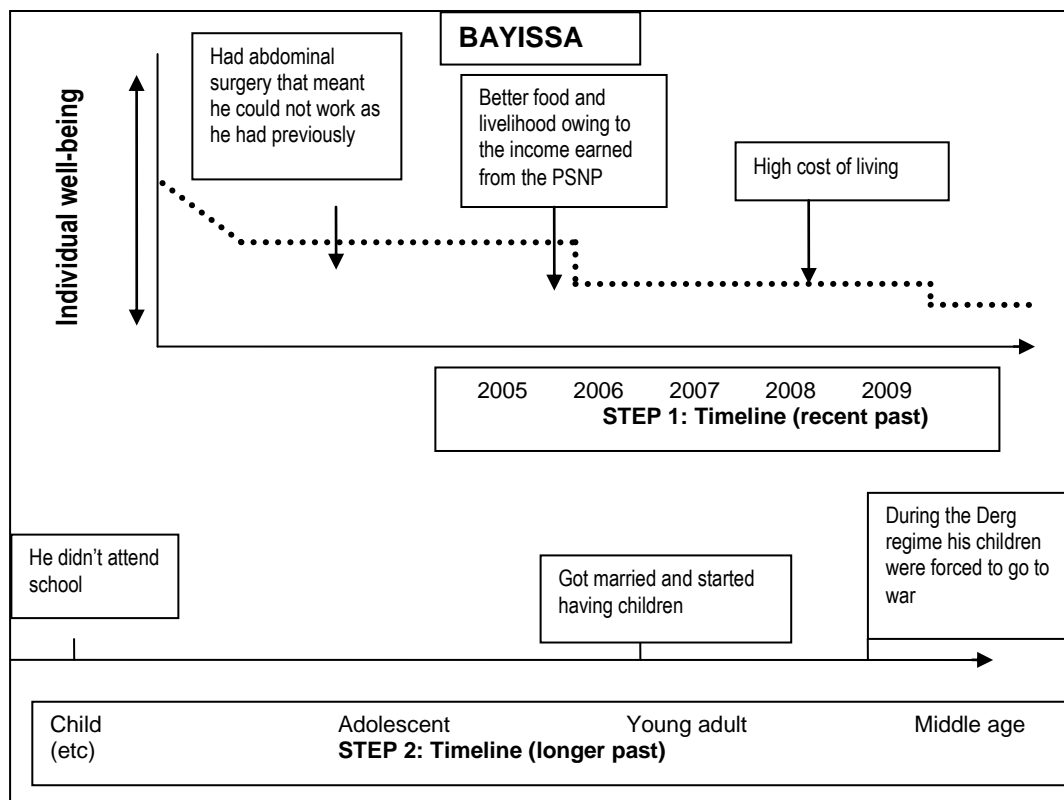 BAYISSA
Individual well-being
Had abdominal
surgery that meant
he could not work as
he had previously
Better food and
livelihood owing to
the income earned
from the PSNP
High cost of living
2005 2006 2007 2008 2009
STEP 1: Timeline (recent past)
He didn’t attend
school
Got married and started
having children
During the Derg
regime his children
were forced to go to
war
Child Adolescent Young adult Middle age
(etc) STEP 2: Timeline (longer past)